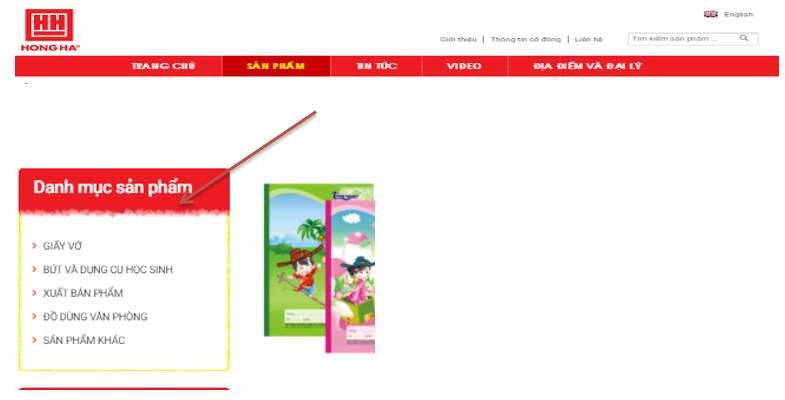 HH
HONG HA
English
Giới thiệu | Thông tin cổ đông | Liên hệ
Tìm kiếm sản phẩm ...
TRANG CHỦ SẢN PHẨM TIN TỨC VIDEO ĐỊA ĐIỂM VÀ ĐẠI LÝ
Danh mục sản phẩm
GIẤY VỞ
BÚT VÀ DỤNG CỤ HỌC SINH
XUẤT BẢN PHẨM
ĐỒ DÙNG VĂN PHÒNG
SẢN PHẨM KHÁC